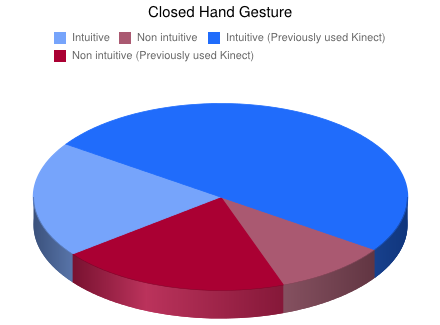 Closed Hand Gesture
Intuitive Non intuitive Intuitive (Previously used Kinect)
Non intuitive (Previously used Kinect)